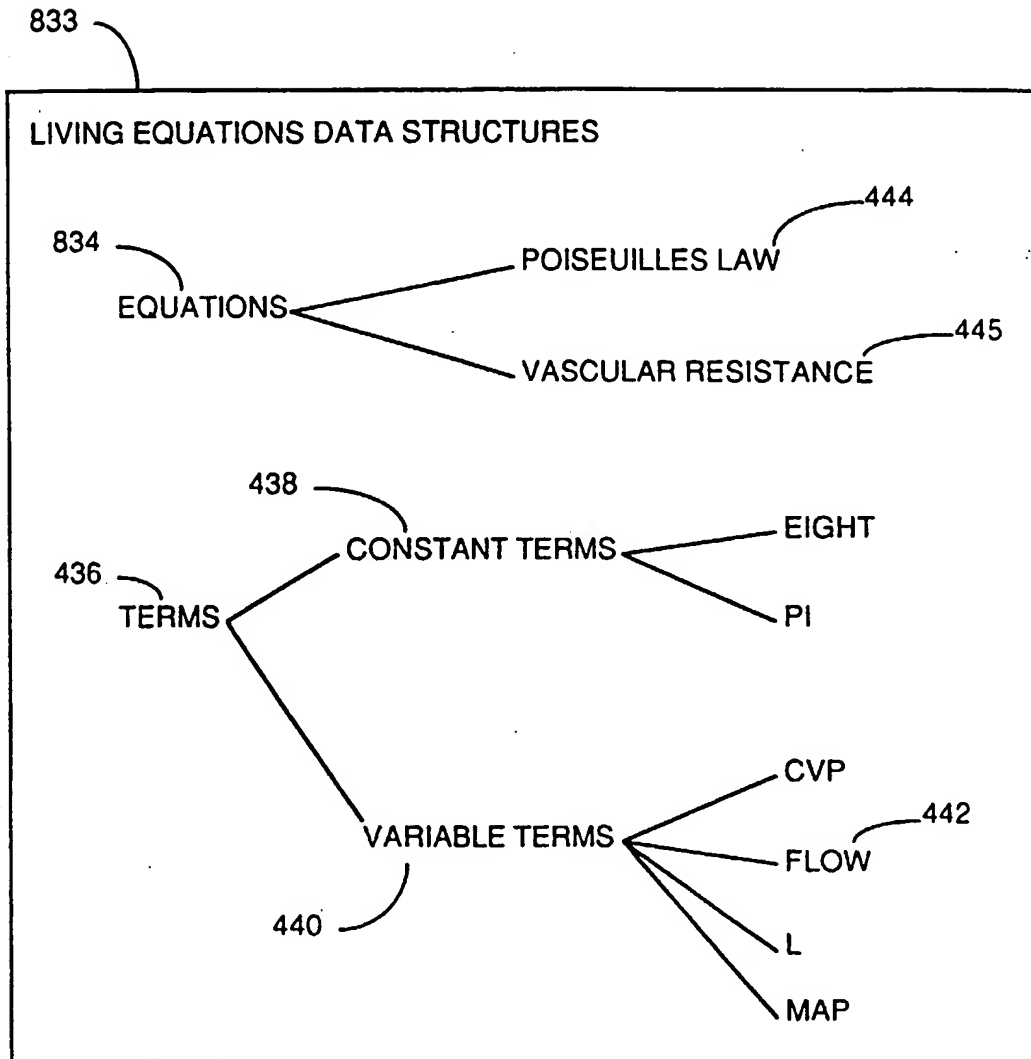 833
LIVING EQUATIONS DATA STRUCTURES
444
834
POISEUILLES LAW
EQUATIONS
445
VASCULAR RESISTANCE
438
EIGHT
CONSTANT TERMS
436
TERMS
PI
CVP
442
VARIABLE TERMS
FLOW
440
L
MAP